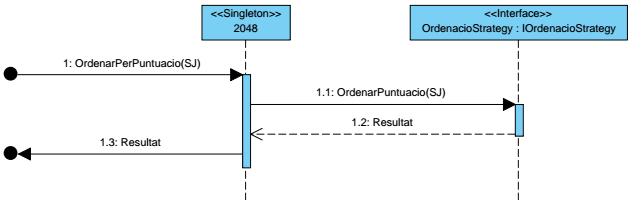 <<Singleton>>
2048
<<Interface>>
OrdenacioStrategy : IOrdenacioStrategy
1: OrdenarPerPuntuacio(SJ)
1.1: OrdenarPuntuacio(SJ)
1.2: Resultat
1.3: Resultat